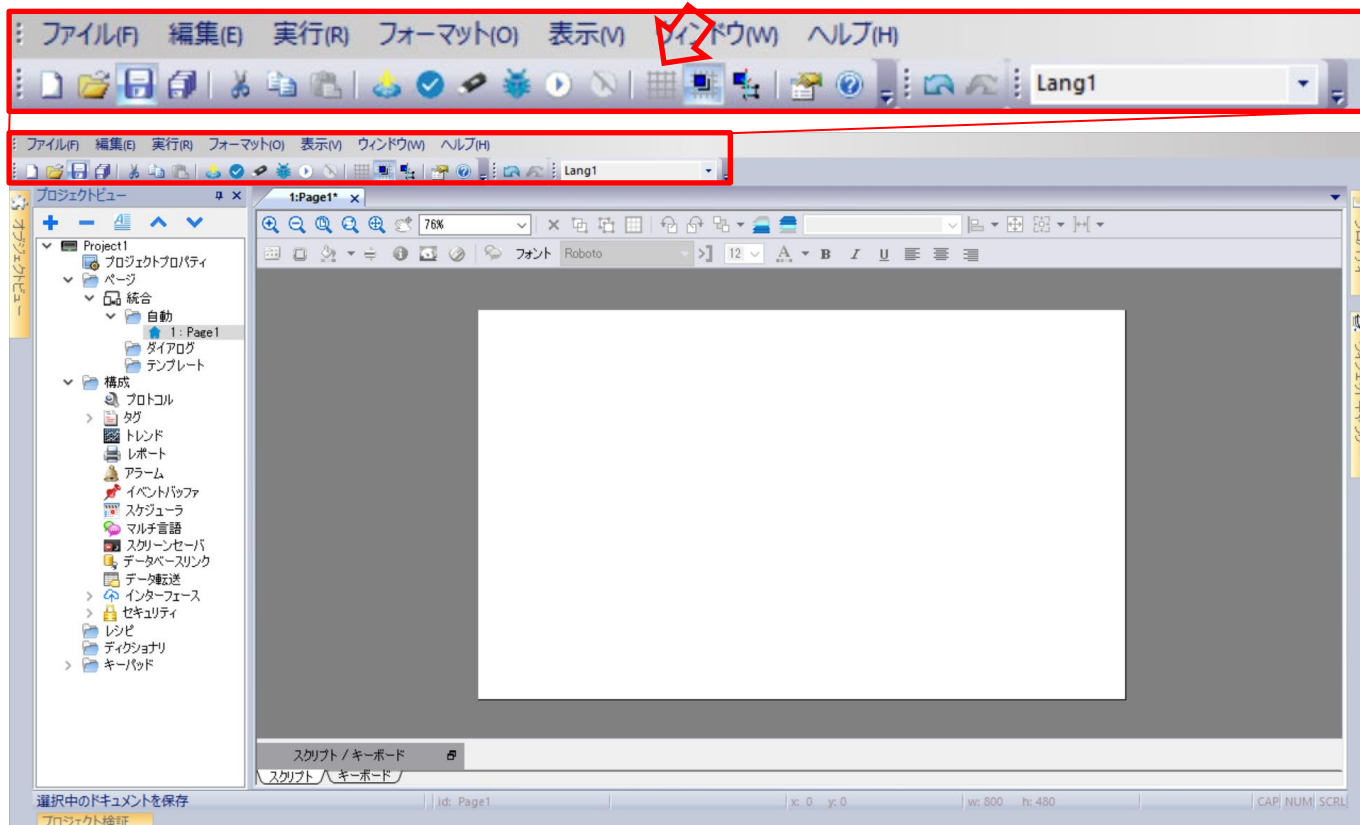 ファイル(F) 編集(E) 実行(R) フォーマット(O) 表示(V) ウィンドウ(W) ヘルプ(H)
Lang1
ファイル(F) 編集(E) 実行(R) フォーマット(O) 表示(V) ウィンドウ(W) ヘルプ(H)
Lang1
オブジェクトビュー
プロジェクトビュー
Project1
プロジェクトプロパティ
ページ
統合
自動
1 : Page1
ダイアログ
テンプレート
構成
プロトコル
タグ
トレンド
レポート
アラーム
イベントバッファ
スケジューラ
マルチ言語
スクリーンセーバ
データベースリンク
データ転送
インターフェース
セキュリティ
レシピ
ディクショナリ
キーパッド
1:Page1*
76%
フォント Roboto 12 A B I U
スクリプト / キーボード
スクリプト キーボード
選択中のドキュメントを保存 id: Page1 x: 0 y: 0 w: 800 h: 480 CAP NUM SCRL
プロジェクト検証